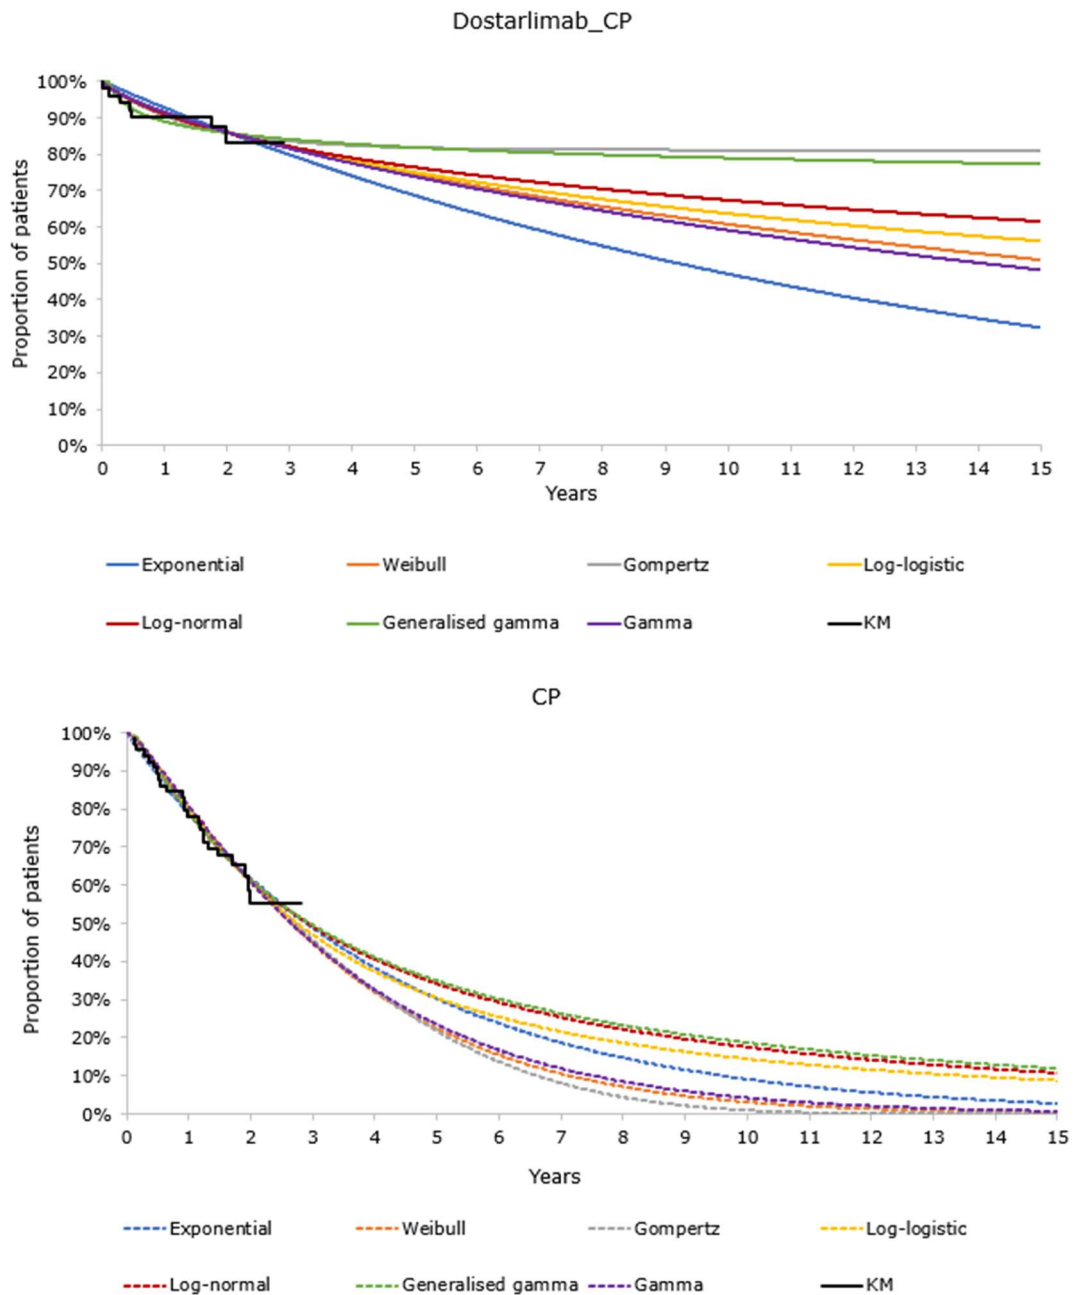 Dostarlimab_CP
100%
90%
80%
70%
60%
50%
40%
30%
20%
10%
0%
Proportion of patients
0 1 2 3 4 5 6 7 8 9 10 11 12 13 14 15
Years
Exponential Weibull Gompertz Log-logistic
Log-normal Generalised gamma Gamma KM
CP
100%
90%
80%
70%
60%
50%
40%
30%
20%
10%
0%
Proportion of patients
0 1 2 3 4 5 6 7 8 9 10 11 12 13 14 15
Years
Exponential Weibull Gompertz Log-logistic
Log-normal Generalised gamma Gamma KM